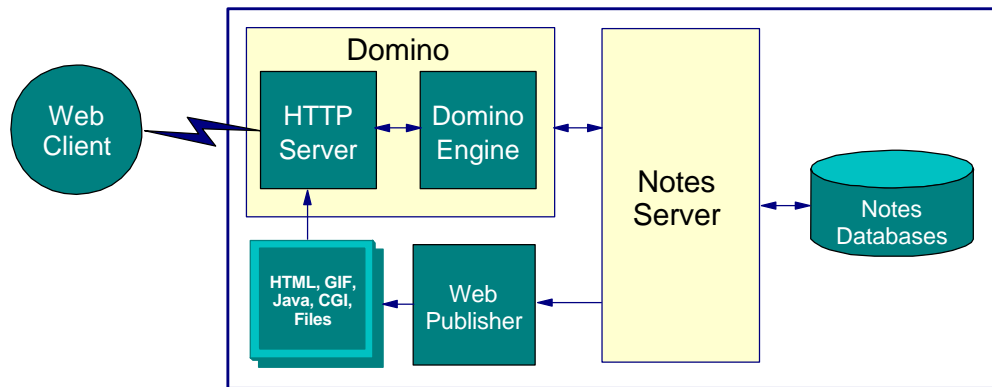 Domino
Web
Client
HTTP
Server
Domino
Engine
Notes
Server
Notes
Databases
HTML, GIF,
Java, CGI,
Files
Web
Publisher